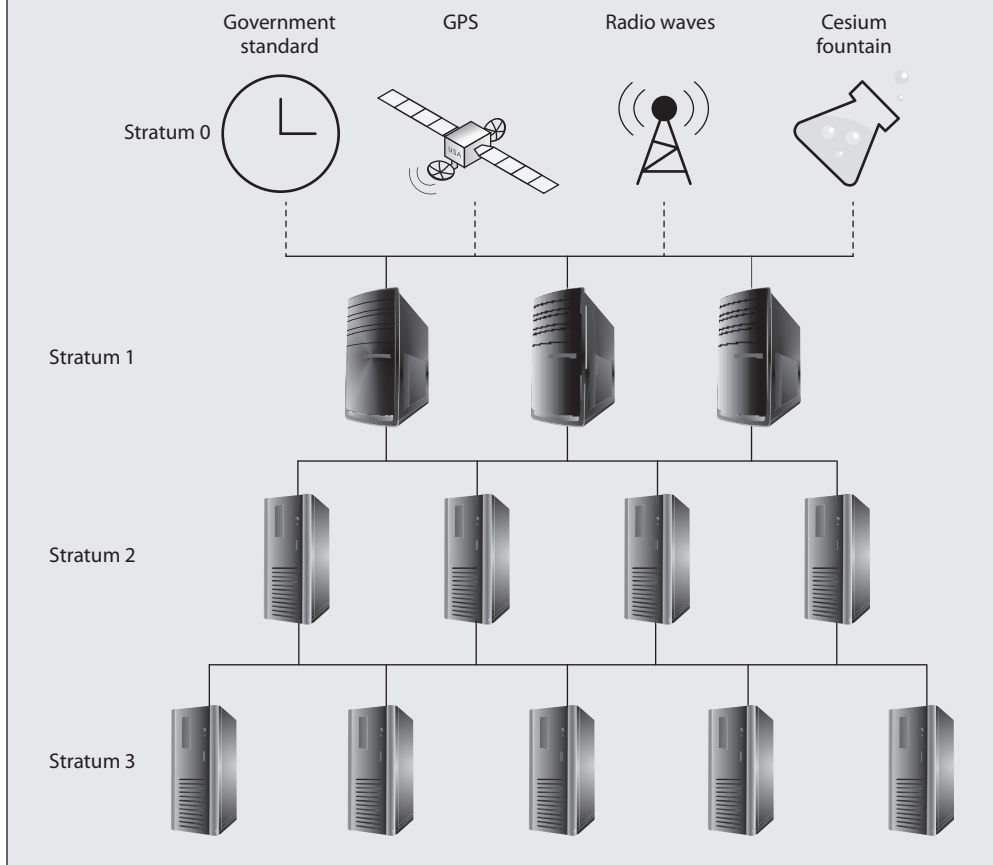 Government
standard
GPS
Radio waves
Cesium
fountain
Stratum 0
USA
Stratum 1
Stratum 2
Stratum 3